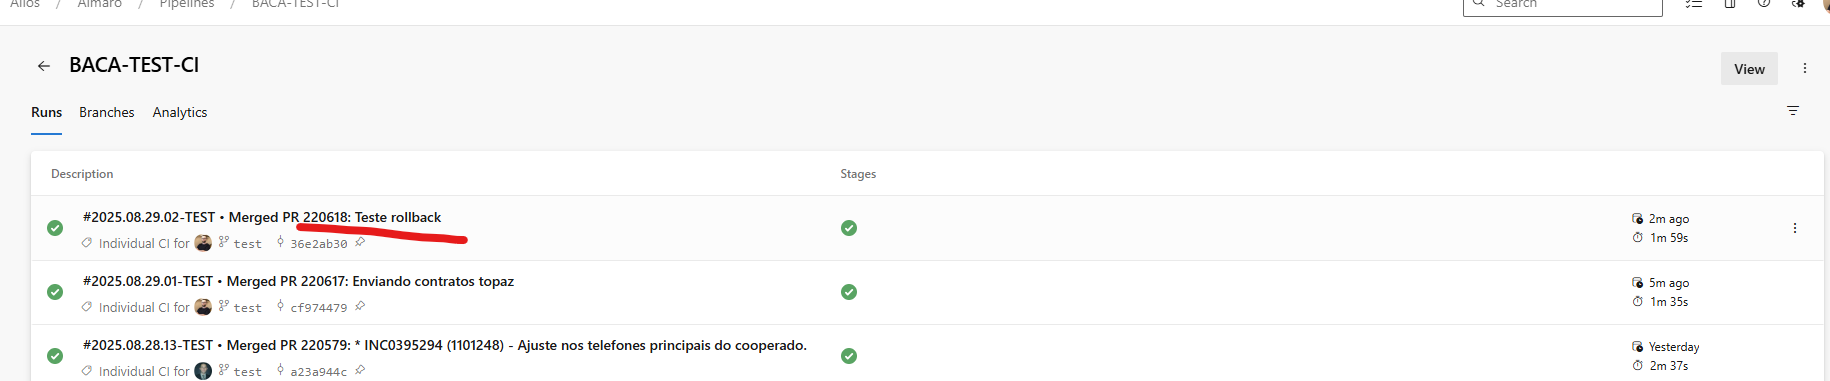 Ailos / Aimaro / Pipelines / BACA-TEST-CI
Search
BACA-TEST-CI
View
Runs Branches Analytics
Description Stages
#2025.08.29.02-TEST • Merged PR 220618: Teste rollback
2m ago
Individual CI for test 36e2ab30
1m 59s
#2025.08.29.01-TEST • Merged PR 220617: Enviando contratos topaz
5m ago
Individual CI for test cf974479
1m 35s
#2025.08.28.13-TEST • Merged PR 220579: * INC0395294 (1101248) - Ajuste nos telefones principais do cooperado.
Yesterday
Individual CI for test a23a944c
2m 37s